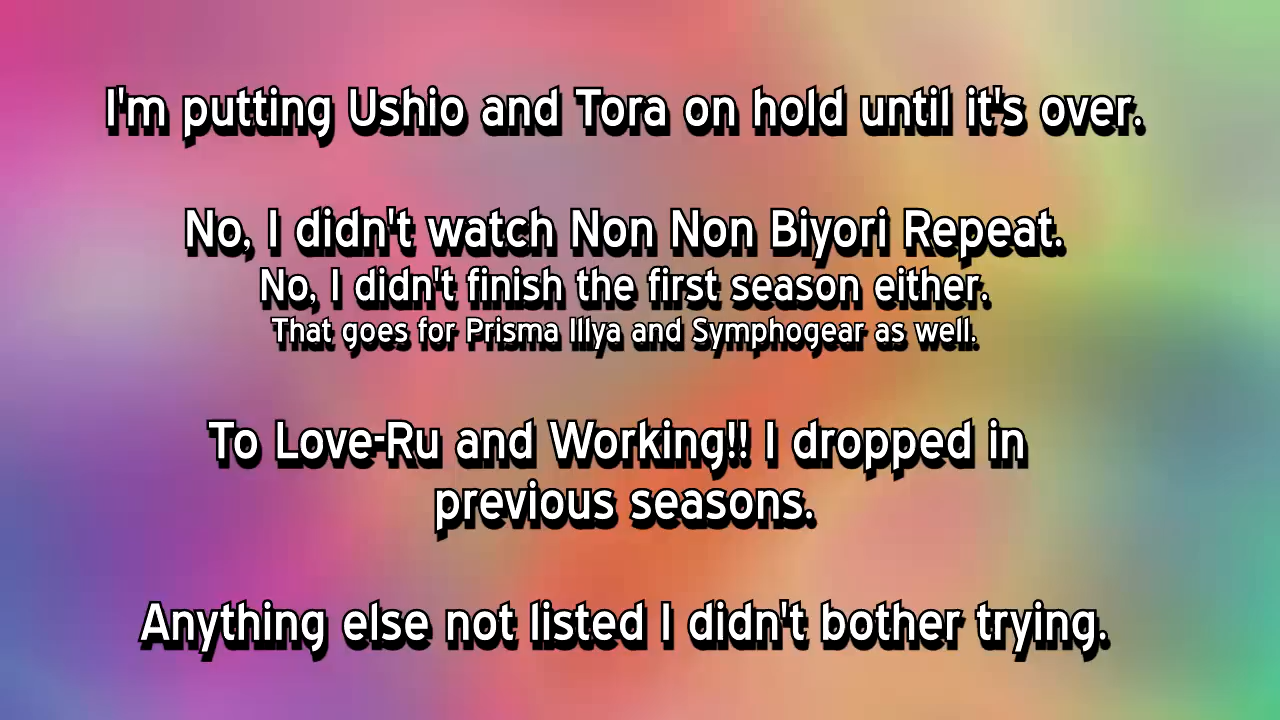 I'm putting Ushio and Tora on hold until it's over.
No, I didn't watch Non Non Biyori Repeat.
No, I didn't finish the first season either.
That goes for Prisma Illya and Symphogear as well.
To Love-Ru and Working!! I dropped in
previous seasons.
Anything else not listed I didn't bother trying.